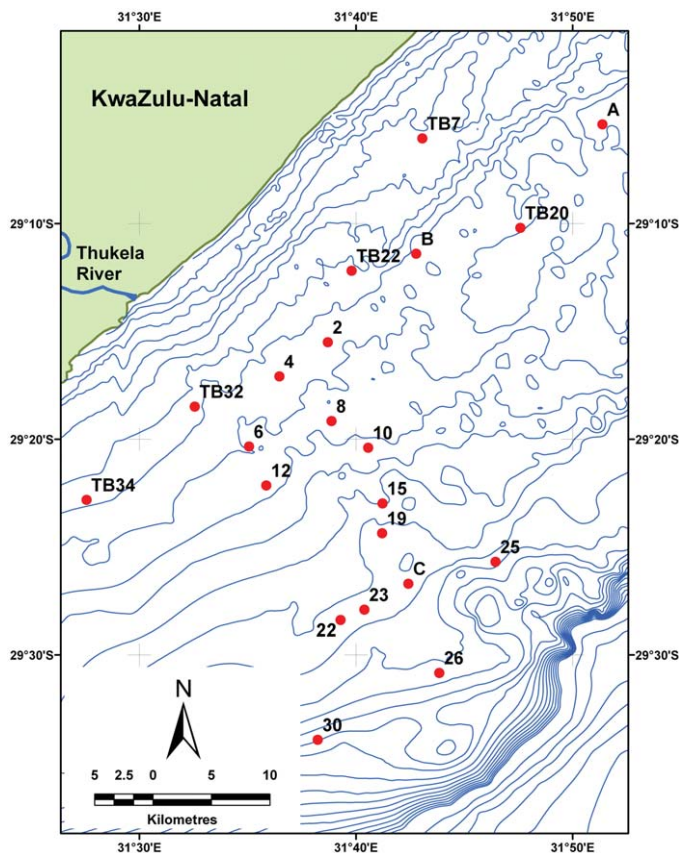 31°30'E 31°40'E 31°50'E
KwaZulu-Natal
A
TB7
29°10'S 29°10'S
TB20
B
TB22
Thukela
River
2
4
TB32
8
6
10
29°20'S 29°20'S
12
TB34
15
19
25
C
23
22
29°30'S 29°30'S
26
N
30
5 2.5 0 5 10
Kilometres
31°30'E 31°40'E 31°50'E